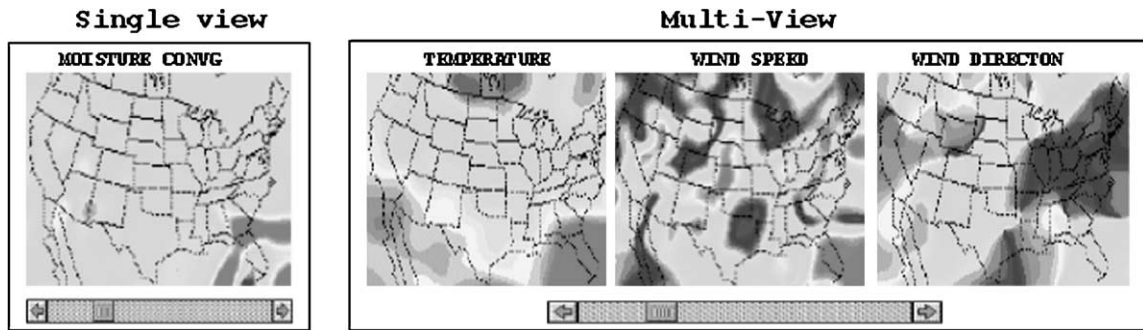 Single view
Multi-View
MOISTURE CONVG
TEMPERATURE
WIND SPEED
WIND DIRECTON